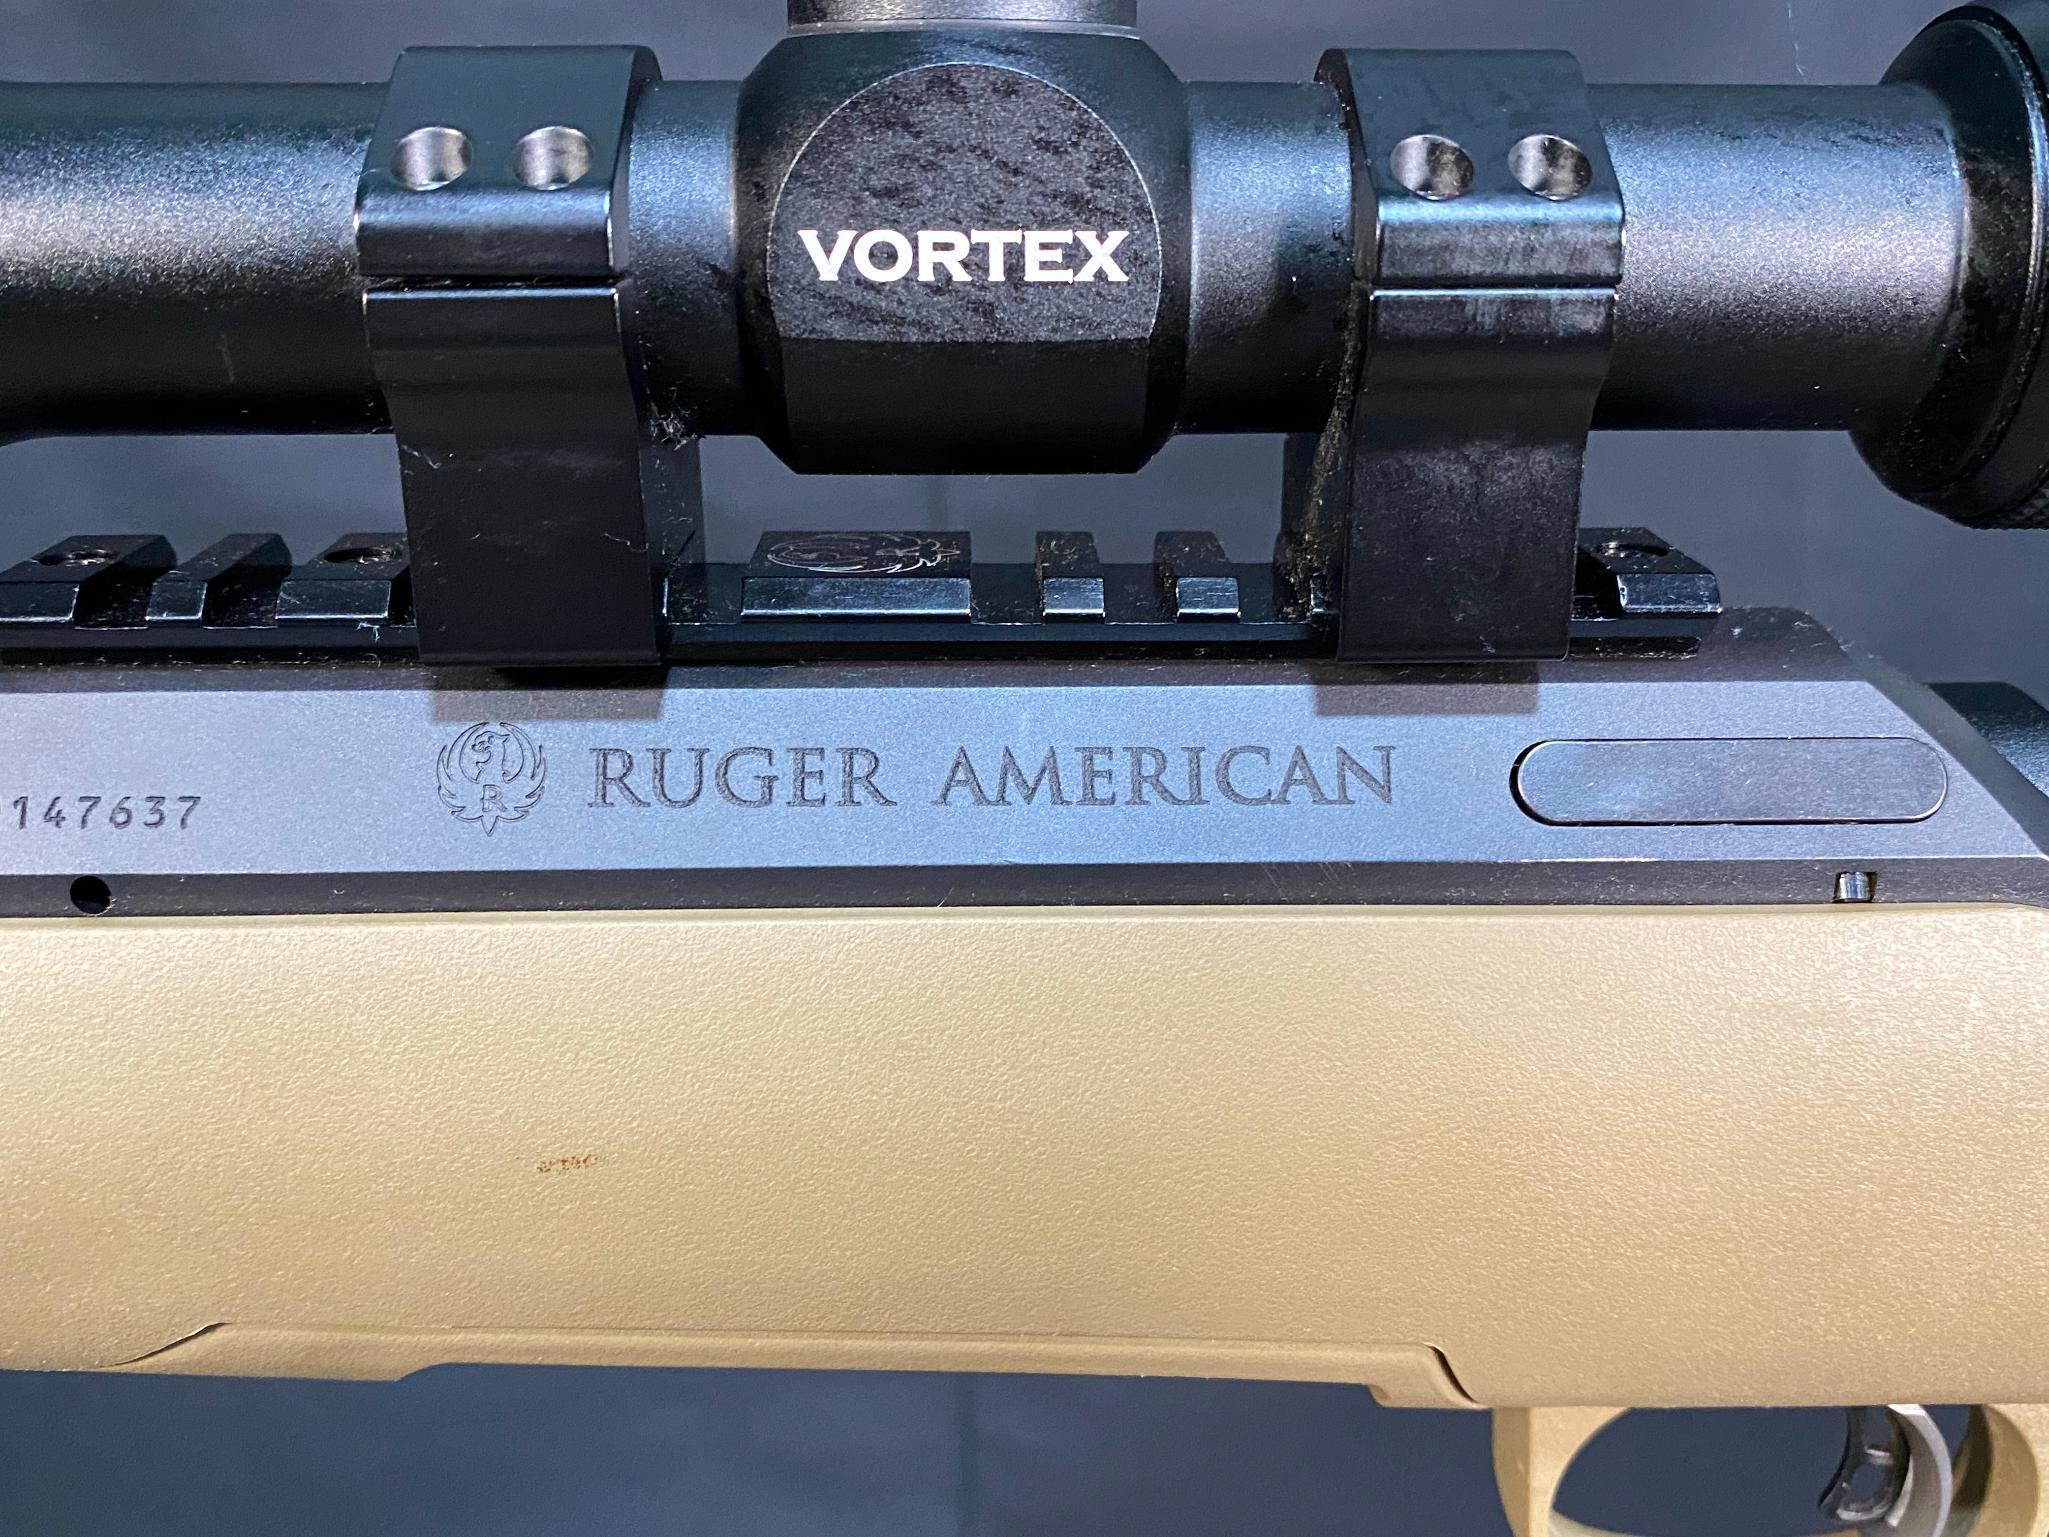 VORTEX
147637
R
RUGER AMERICAN